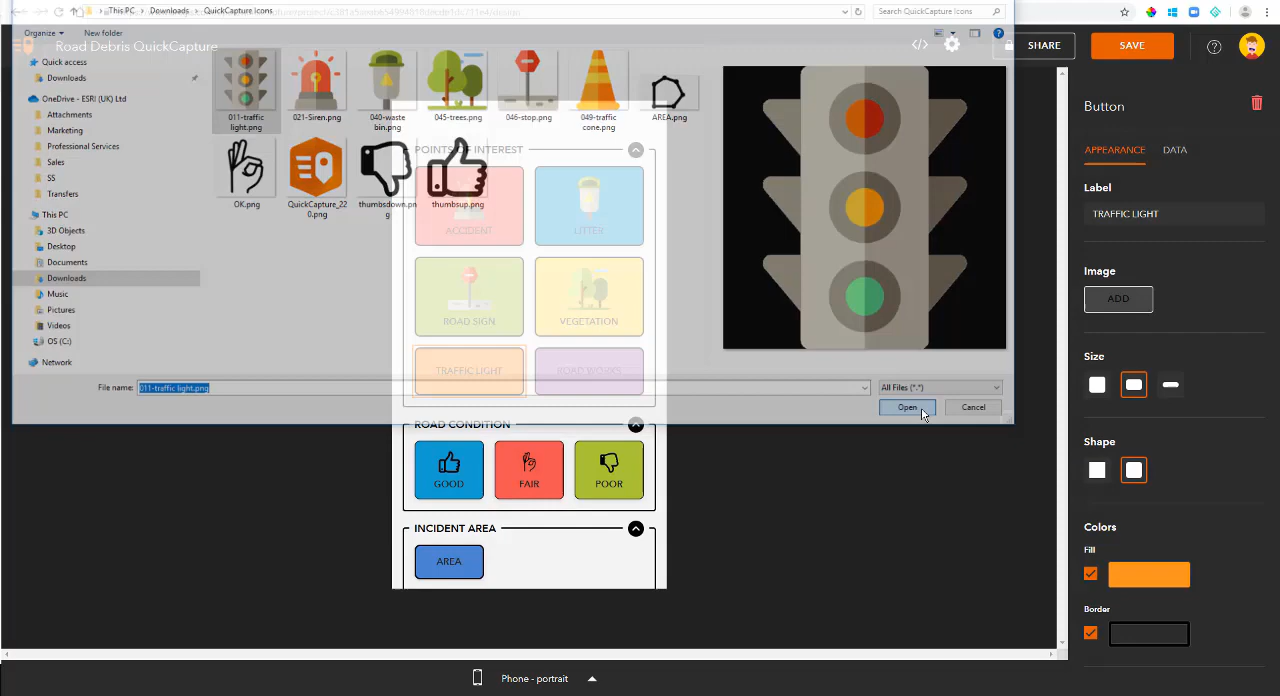 This PC > Downloads > QuickCapture Icons
Search QuickCapture Icons
Organize
New folder
Road Debris QuickCapture
SHARE
SAVE
Quick access
Downloads
OneDrive - ESRI (UK) Ltd
Attachments
Marketing
Professional Services
Sales
SS
Transfers
This PC
3D Objects
Desktop
Documents
Downloads
Music
Pictures
Videos
OS (C:)
Network
011-traffic light.png
021-Siren.png
040-waste bin.png
045-trees.png
046-stop.png
049-traffic cone.png
AREA.png
OK.png
QuickCapture_220.png
thumbsdown.png
thumbsup.png
File name:
011-traffic light.png
All Files (*.*)
Open
Cancel
POINTS OF INTEREST
ACCIDENT
LITTER
ROAD SIGN
VEGETATION
TRAFFIC LIGHT
ROAD WORKS
ROAD CONDITION
GOOD
FAIR
POOR
INCIDENT AREA
AREA
Phone - portrait
Button
APPEARANCE
DATA
Label
TRAFFIC LIGHT
Image
ADD
Size
Shape
Colors
Fill
Border